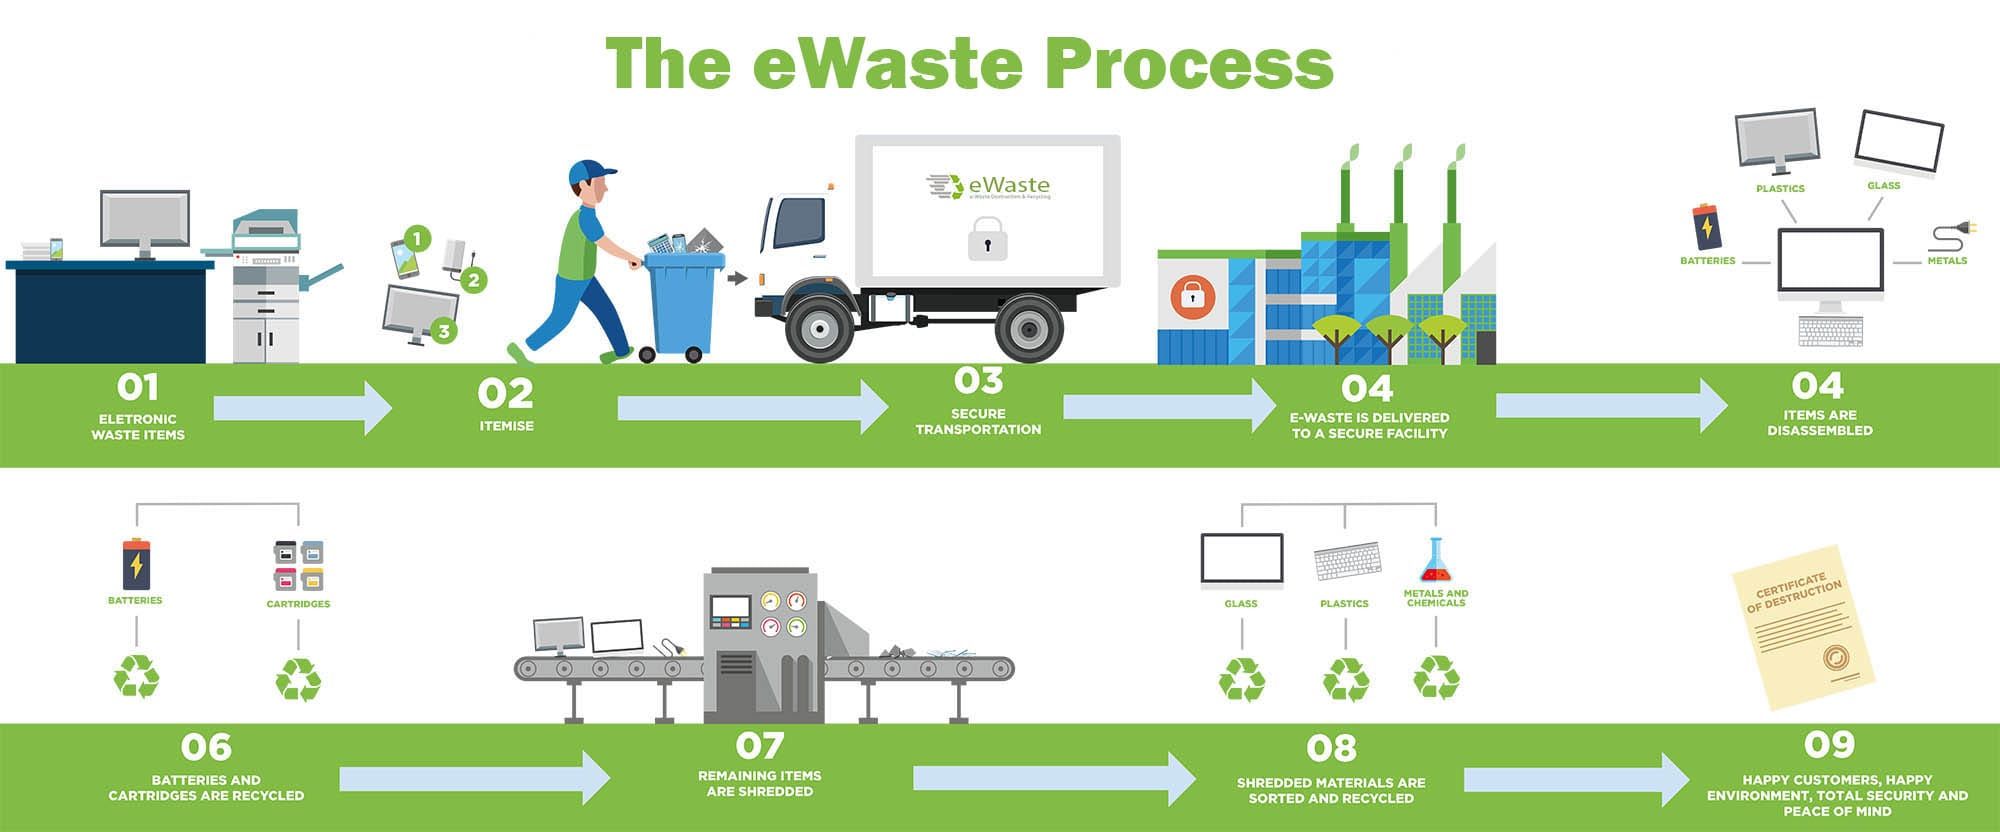 The eWaste Process
1
2
3
eWaste
e-Waste Destruction & Recycling
PLASTICS
GLASS
BATTERIES
METALS
01
ELETRONIC
WASTE ITEMS
02
ITEMISE
03
SECURE
TRANSPORTATION
04
E-WASTE IS DELIVERED
TO A SECURE FACILITY
04
ITEMS ARE
DISASSEMBLED
BATTERIES
CARTRIDGES
GLASS
PLASTICS
METALS AND
CHEMICALS
CERTIFICATE
OF DESTRUCTION
06
BATTERIES AND
CARTRIDGES ARE RECYCLED
07
REMAINING ITEMS
ARE SHREDDED
08
SHREDDED MATERIALS ARE
SORTED AND RECYCLED
09
HAPPY CUSTOMERS, HAPPY
ENVIRONMENT, TOTAL SECURITY AND
PEACE OF MIND